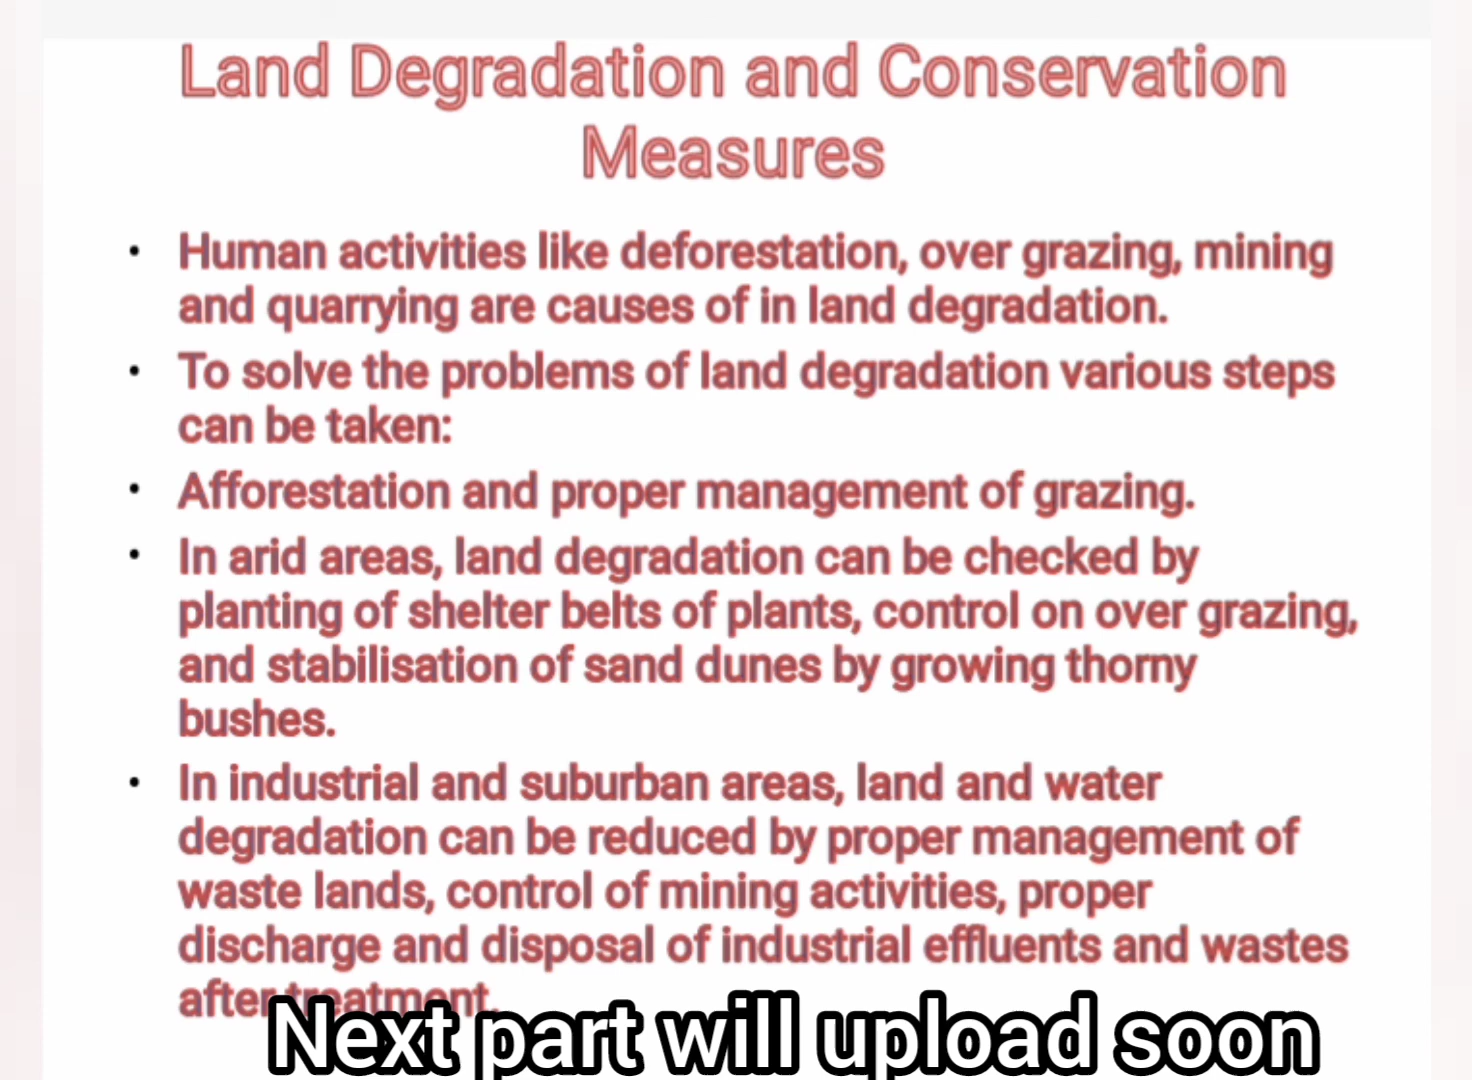 Land Degradation and Conservation
Measures
• Human activities like deforestation, over grazing, mining
and quarrying are causes of in land degradation.
• To solve the problems of land degradation various steps
can be taken:
• Afforestation and proper management of grazing.
• In arid areas, land degradation can be checked by
planting of shelter belts of plants, control on over grazing,
and stabilisation of sand dunes by growing thorny
bushes.
• In industrial and suburban areas, land and water
degradation can be reduced by proper management of
waste lands, control of mining activities, proper
discharge and disposal of industrial effluents and wastes
after treatment.
Next part will upload soon